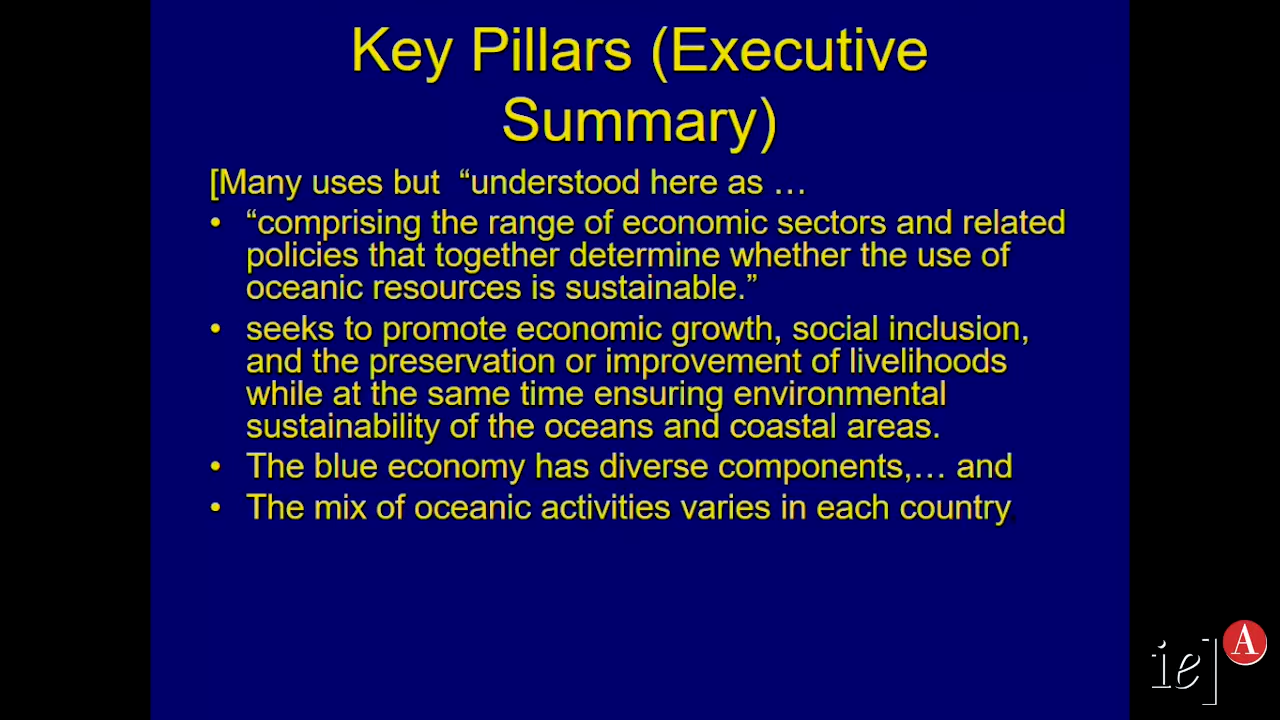 Key Pillars (Executive
Summary)
[Many uses but “understood here as …
• “comprising the range of economic sectors and related
policies that together determine whether the use of
oceanic resources is sustainable.”
• seeks to promote economic growth, social inclusion,
and the preservation or improvement of livelihoods
while at the same time ensuring environmental
sustainability of the oceans and coastal areas.
• The blue economy has diverse components,… and
• The mix of oceanic activities varies in each country,
ie]
A